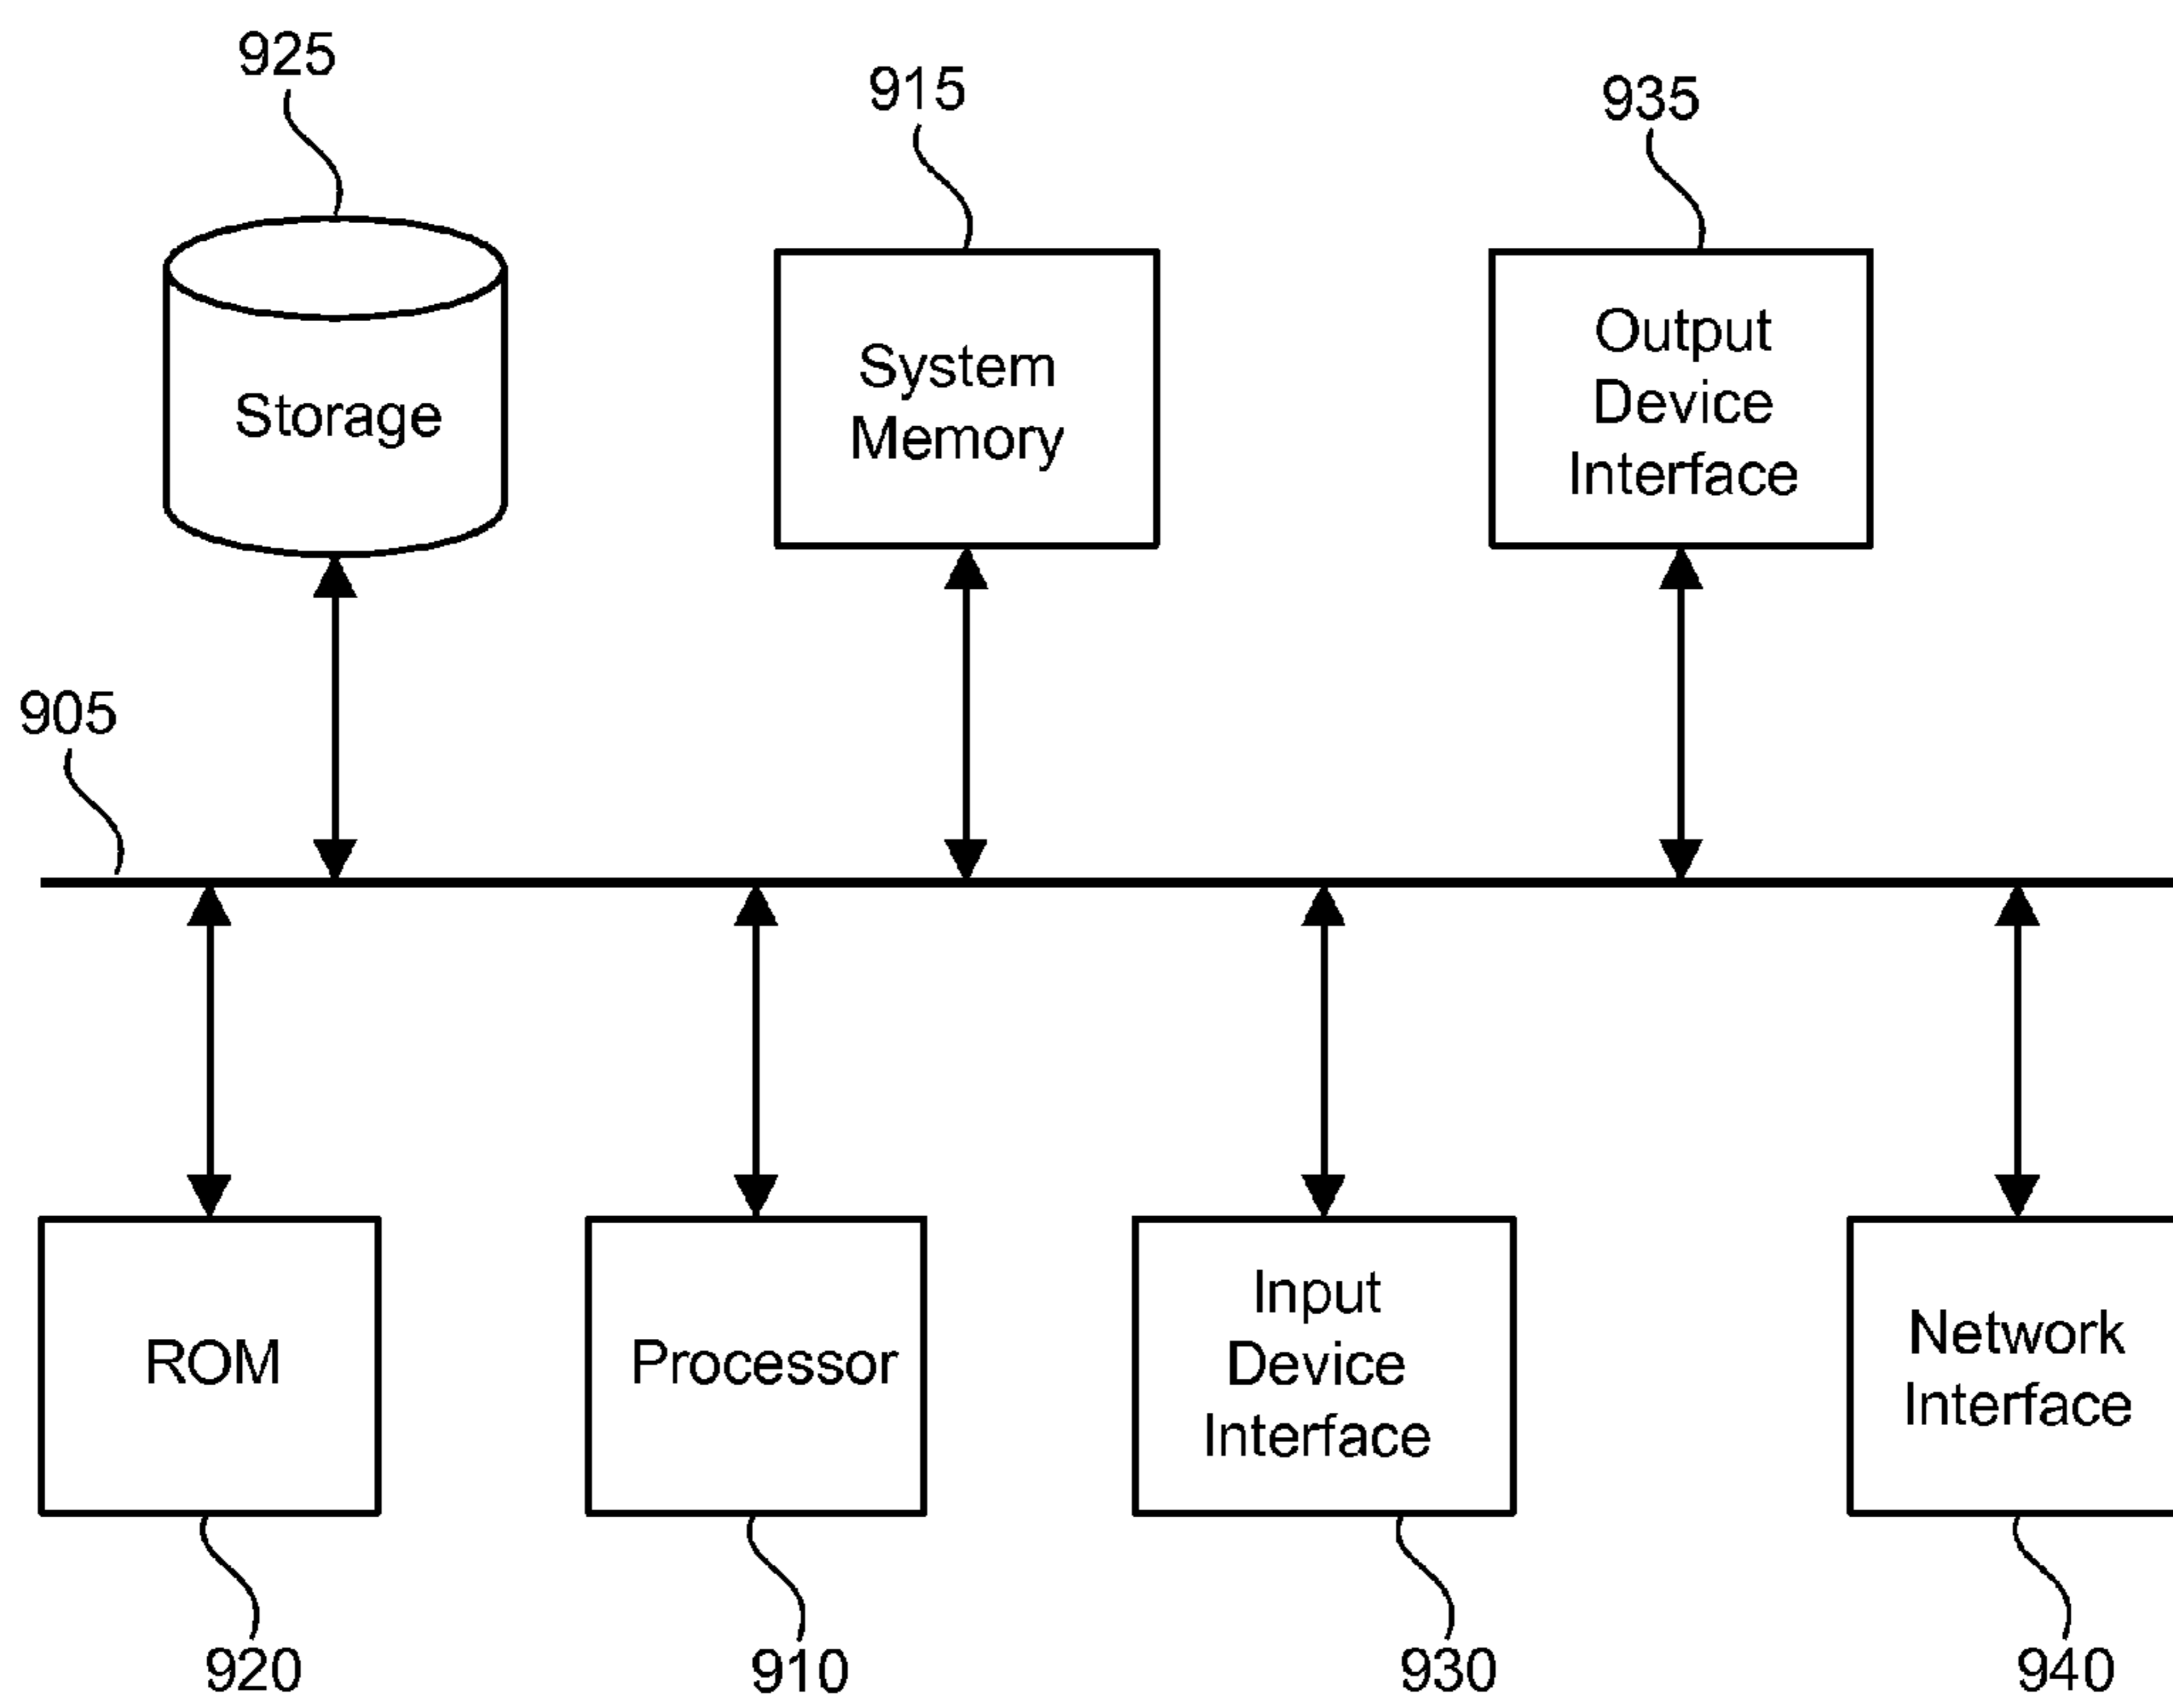 925
915
935
Storage
System
Memory
Output
Device
Interface
905
ROM
Processor
Input
Device
Interface
Network
Interface
920
910
930
940